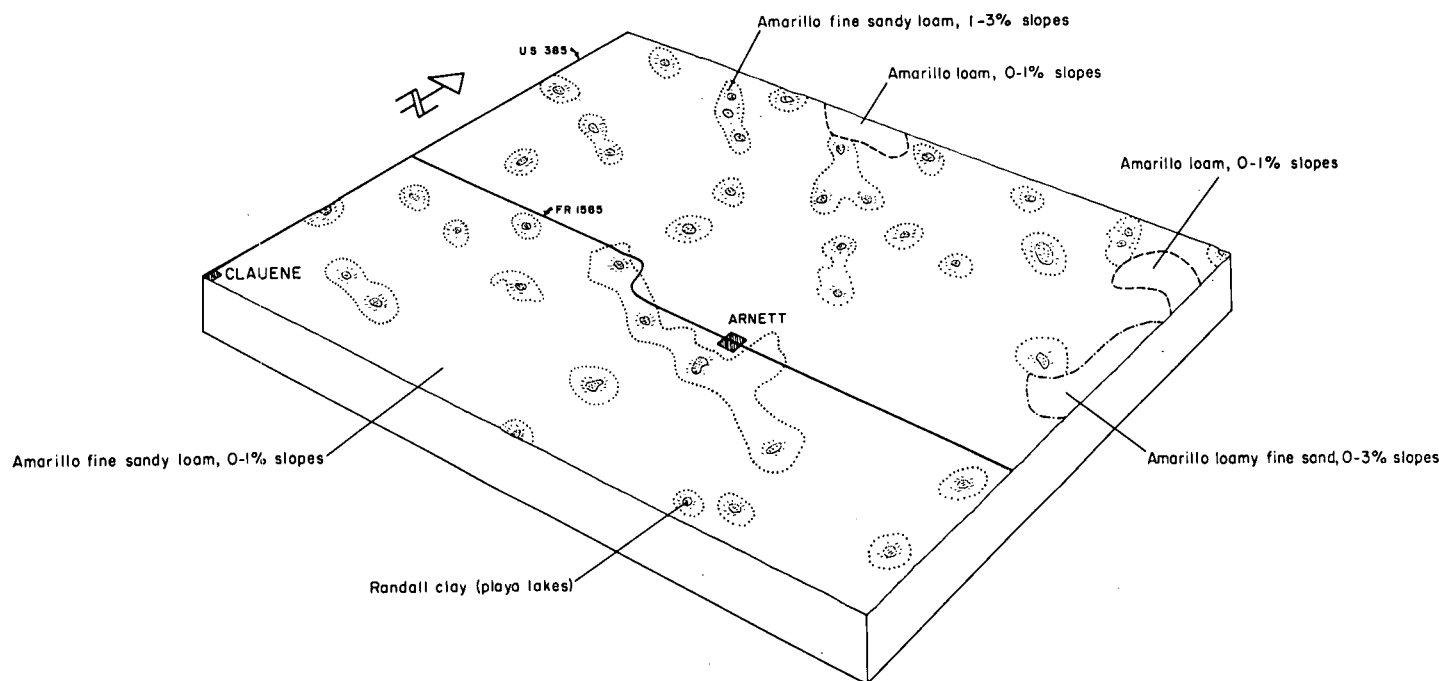 Amarillo fine sandy loam, 1-3% slopes
US 385
Amarillo loam, 0-1% slopes
N
Amarillo loam, 0-1% slopes
FR 1585
CLAUENE
ARNETT
Amarillo fine sandy loam, 0-1% slopes
Amarillo loamy fine sand, 0-3% slopes
Randall clay (playa lakes)